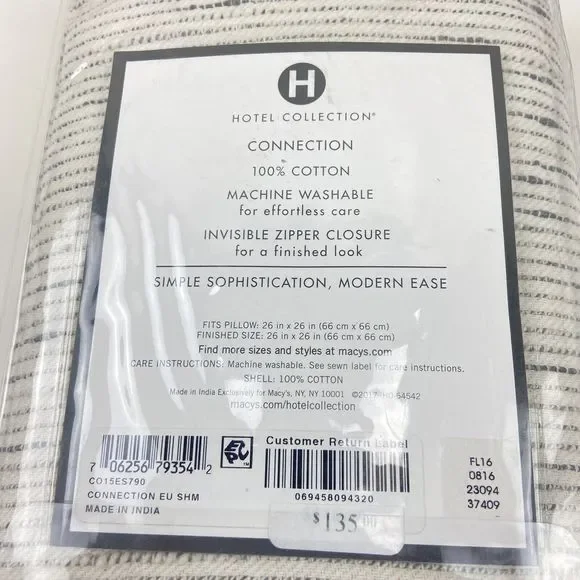 H
HOTEL COLLECTION®
CONNECTION
100% COTTON
MACHINE WASHABLE
for effortless care
INVISIBLE ZIPPER CLOSURE
for a finished look
SIMPLE SOPHISTICATION, MODERN EASE
FITS PILLOW: 26 in x 26 in (66 cm x 66 cm)
FINISHED SIZE: 26 in x 26 in (66 cm x 66 cm)
Find more sizes and styles at macys.com
CARE INSTRUCTIONS: Machine washable. See sewn label for care instructions.
SHELL: 100% COTTON
Made in India Exclusively for Macy's, NY, NY 10001 ©2017 HO-64542
macys.com/hotelcollection
7 06256 79354 2
CO15ES790
CONNECTION EU SHM
MADE IN INDIA
EPC
Customer Return Label
069458094320
FL16
0816
23094
37409
$135.00